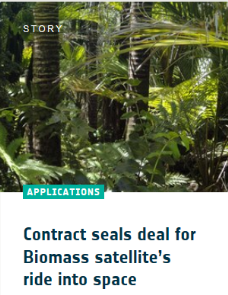 STORY
APPLICATIONS
Contract seals deal for
Biomass satellite's
ride into space